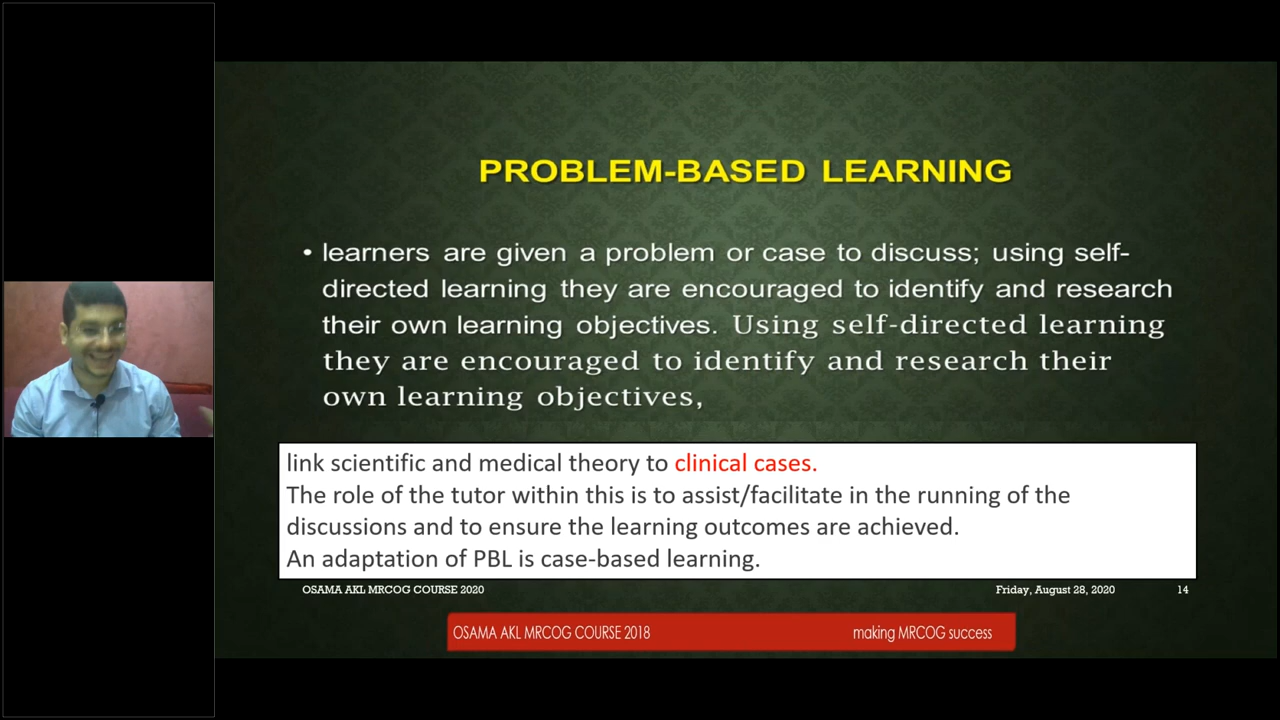 PROBLEM-BASED LEARNING
• learners are given a problem or case to discuss; using self-
directed learning they are encouraged to identify and research
their own learning objectives. Using self-directed learning
they are encouraged to identify and research their
own learning objectives,
link scientific and medical theory to clinical cases.
The role of the tutor within this is to assist/facilitate in the running of the
discussions and to ensure the learning outcomes are achieved.
An adaptation of PBL is case-based learning.
OSAMA AKL MRCOG COURSE 2020 Friday, August 28, 2020 14
OSAMA AKL MRCOG COURSE 2018 making MRCOG success